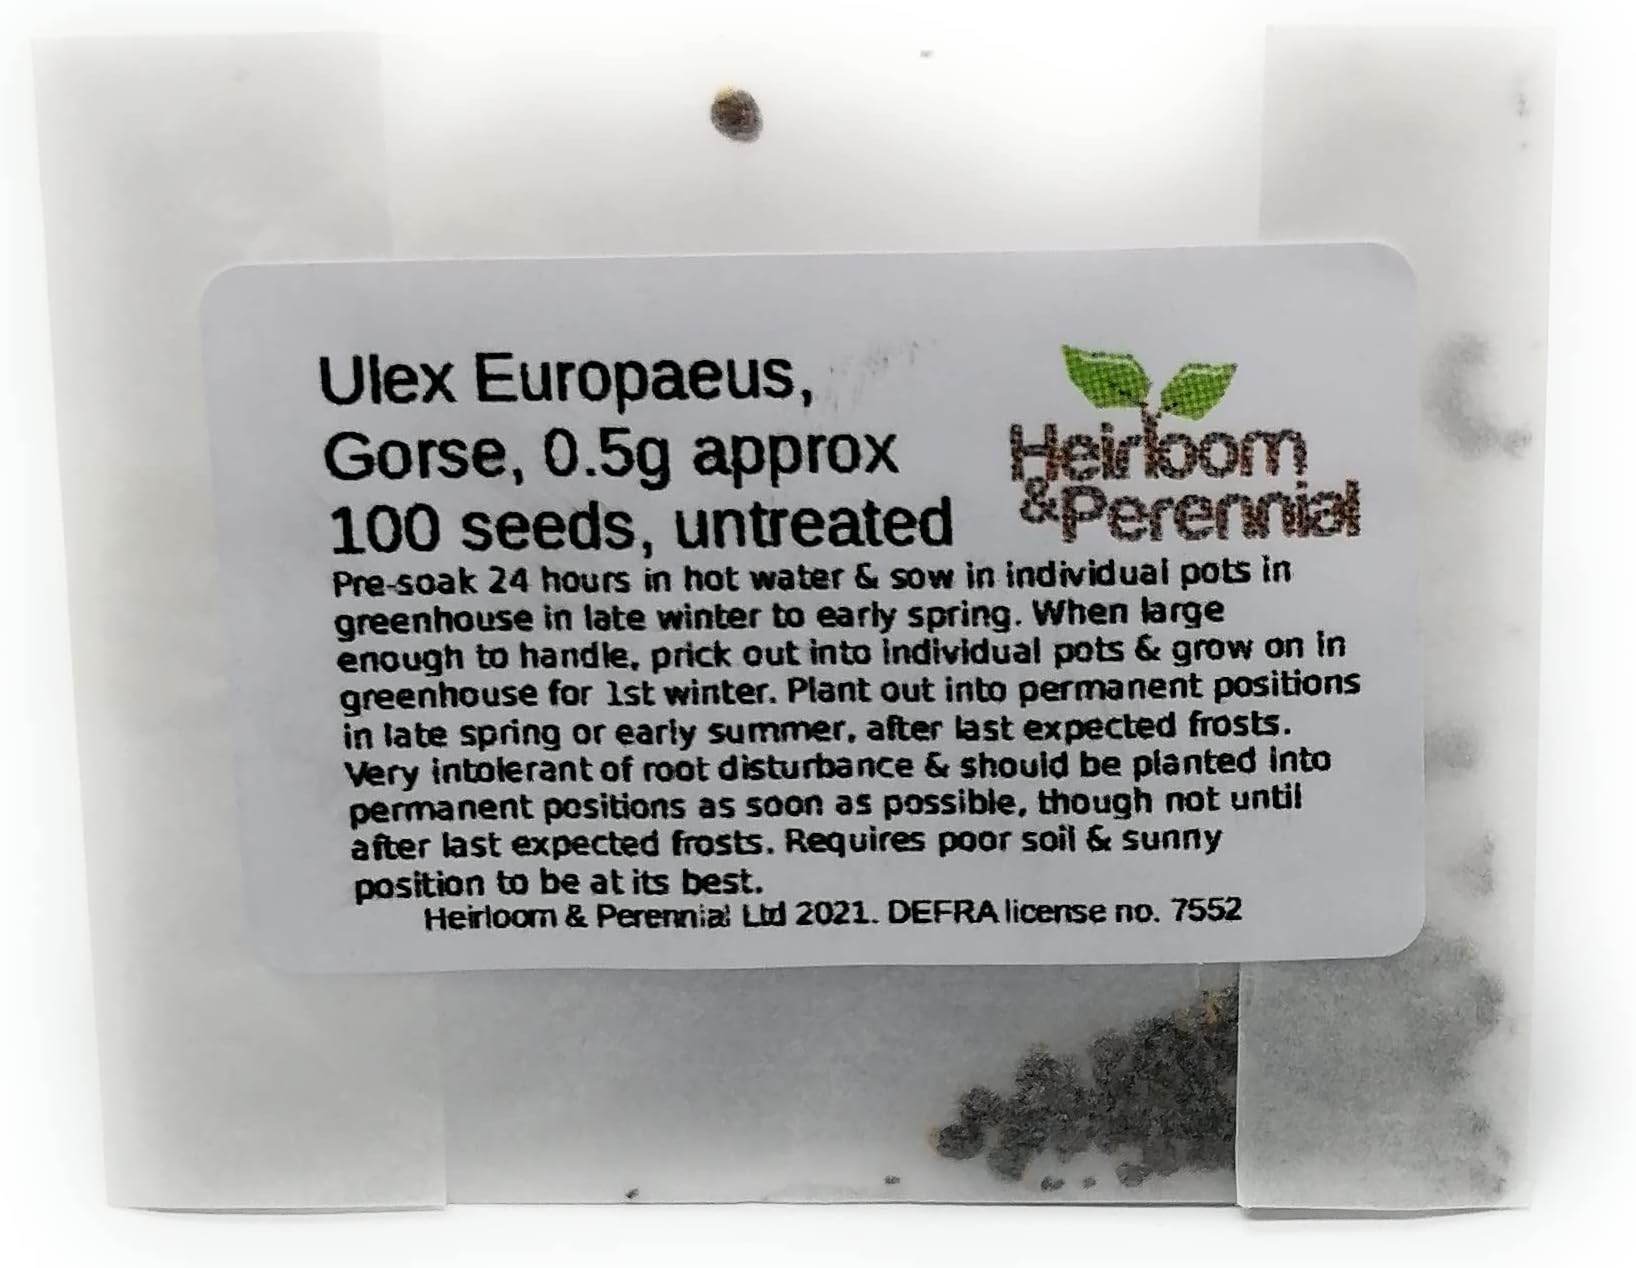 Ulex Europaeus,
Gorse, 0.5g approx
100 seeds, untreated
Heirloom
&Perennial
Pre-soak 24 hours in hot water & sow in individual pots in
greenhouse in late winter to early spring. When large
enough to handle, prick out into individual pots & grow on in
greenhouse for 1st winter. Plant out into permanent positions
in late spring or early summer, after last expected frosts.
Very intolerant of root disturbance & should be planted into
permanent positions as soon as possible, though not until
after last expected frosts. Requires poor soil & sunny
position to be at its best.
Heirloom & Perennial Ltd 2021. DEFRA license no. 7552